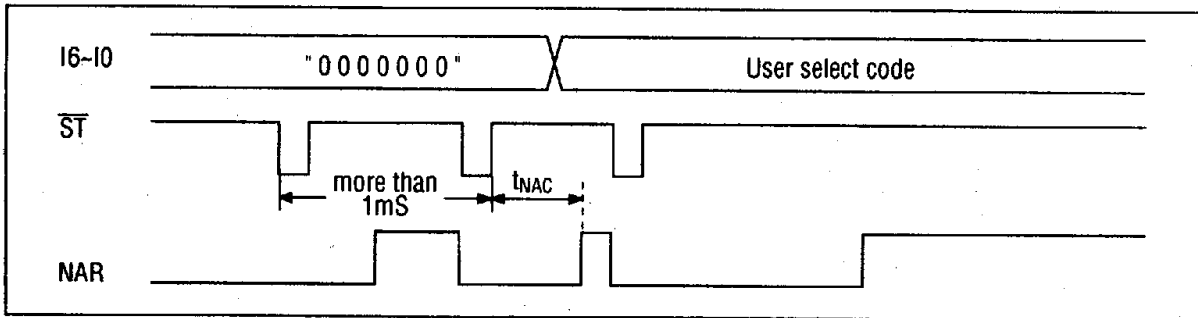 I6~I0
"0000000"
User select code
ST
more than
1mS
tNAC
NAR